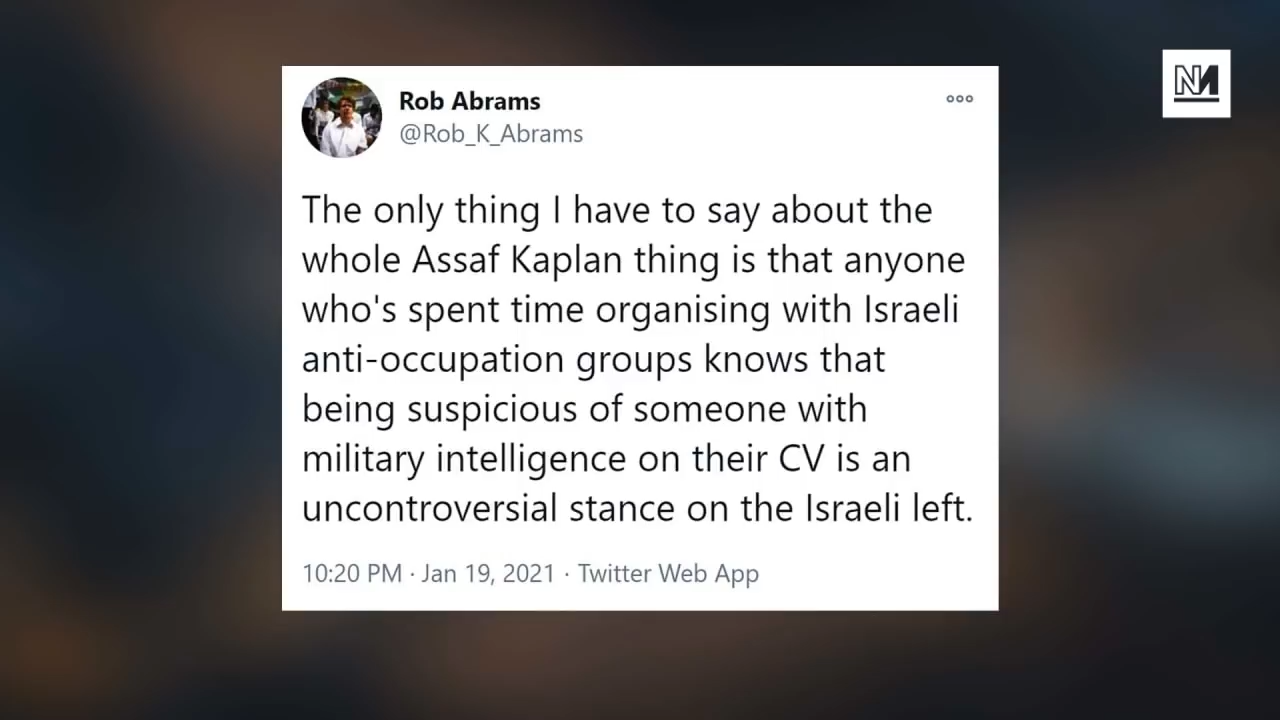 NM
Rob Abrams
@Rob_K_Abrams
The only thing I have to say about the
whole Assaf Kaplan thing is that anyone
who's spent time organising with Israeli
anti-occupation groups knows that
being suspicious of someone with
military intelligence on their CV is an
uncontroversial stance on the Israeli left.
10:20 PM · Jan 19, 2021 · Twitter Web App